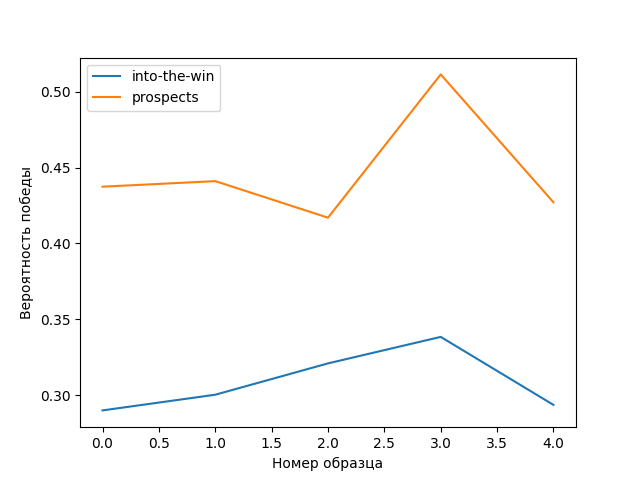 into-the-win
prospects
0.50
0.45
0.40
0.35
0.30
Вероятность победы
0.0 0.5 1.0 1.5 2.0 2.5 3.0 3.5 4.0
Номер образца